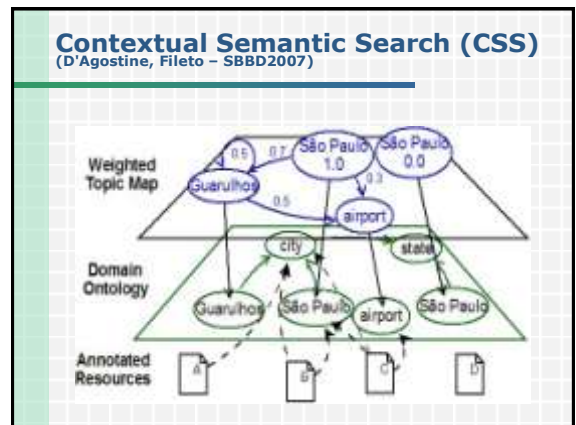 Contextual Semantic Search (CSS)
(D'Agostine, Fileto – SBBD2007)
Weighted
Topic Map
0.5
0.7
São Paulo
1.0
São Paulo
0.0
Guarulhos
0.3
0.5
airport
city
state
Domain
Ontology
Guarulhos
São Paulo
airport
São Paulo
Annotated
Resources
A
B
C
D